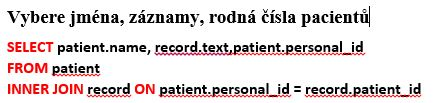 Vybere jména, záznamy, rodná čísla pacientů
SELECT patient.name, record.text,patient.personal_id
FROM patient
INNER JOIN record ON patient.personal_id = record.patient_id